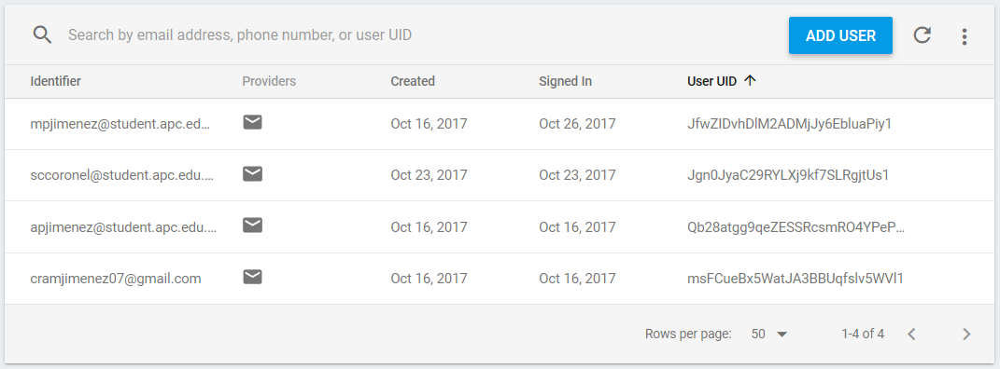 Search by email address, phone number, or user UID ADD USER
Identifier Providers Created Signed In User UID
mpjimenez@student.apc.ed... Oct 16, 2017 Oct 26, 2017 JfwZIDvhDlM2ADMjJy6EbluaPiy1
sccoronel@student.apc.edu.... Oct 23, 2017 Oct 23, 2017 Jgn0JyaC29RYLXj9kf7SLRgjtUs1
apjimenez@student.apc.edu.... Oct 16, 2017 Oct 16, 2017 Qb28atgg9qeZESSRcsmRO4YPeP...
cramjimenez07@gmail.com Oct 16, 2017 Oct 16, 2017 msFCueBx5WatJA3BBUqfslv5WVl1
Rows per page: 50 1-4 of 4